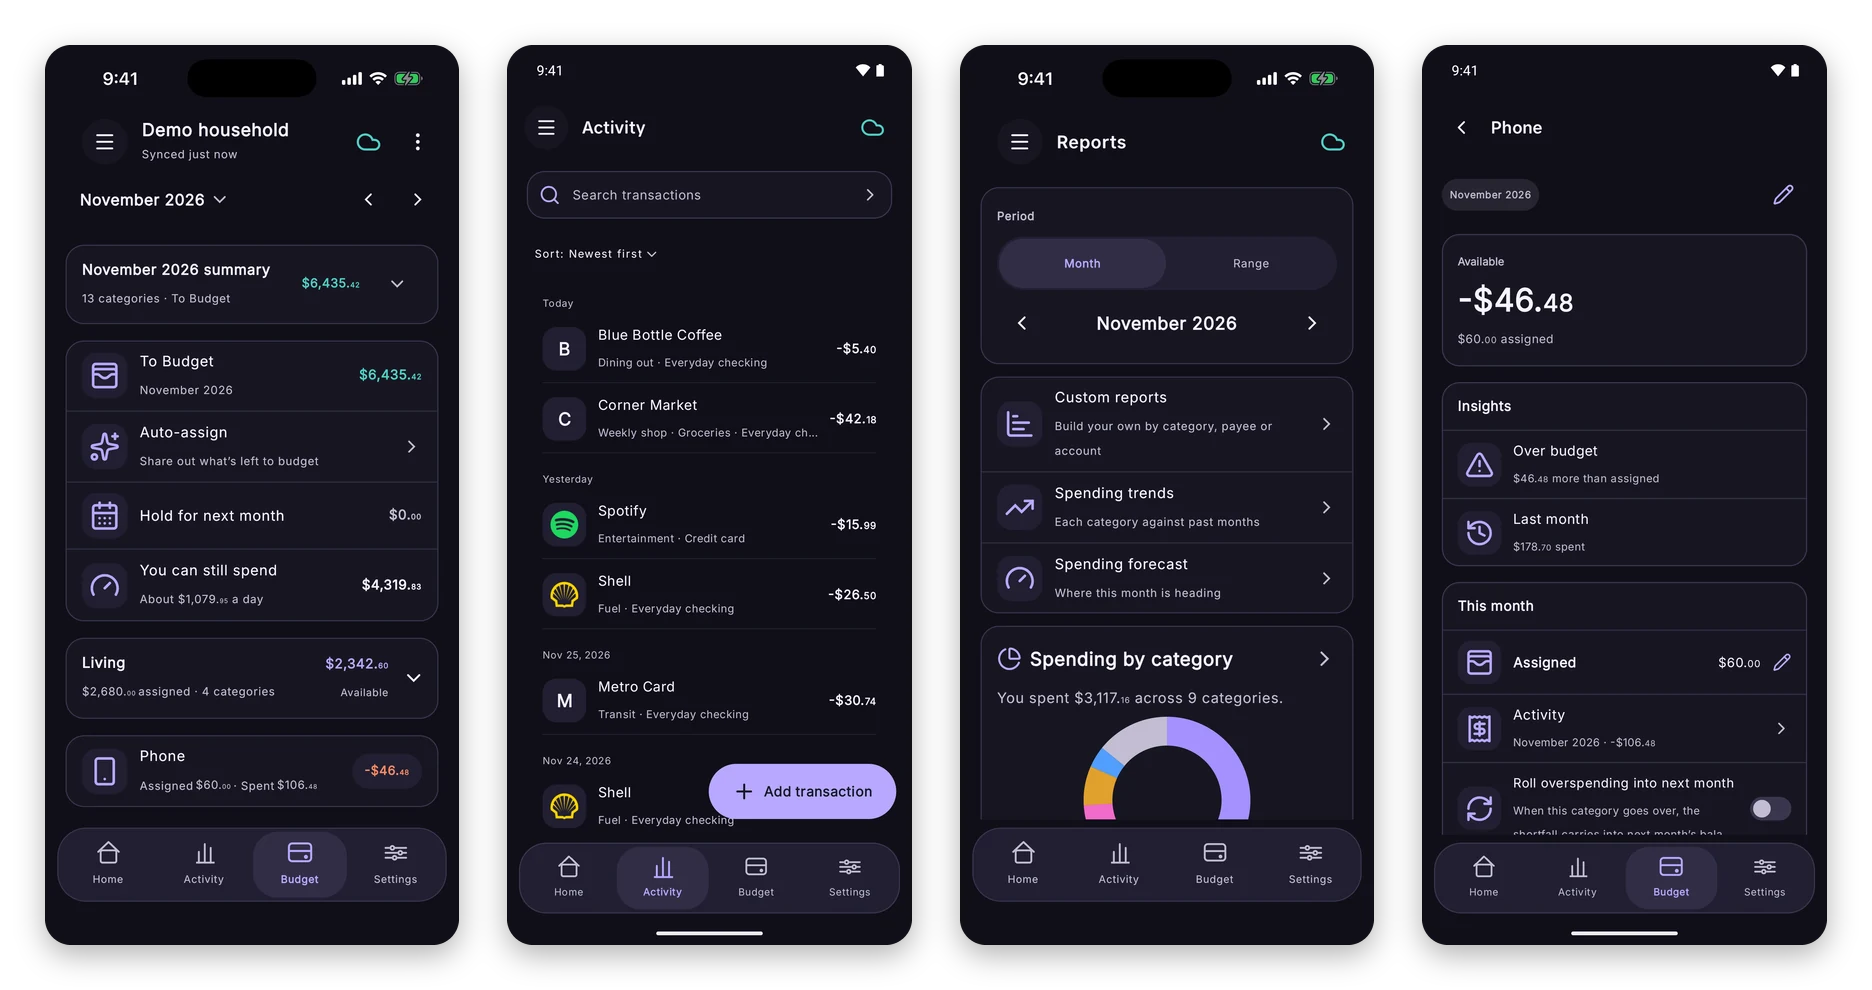 9:41
Demo household
Synced just now
November 2026
November 2026 summary
$6,435.42
13 categories · To Budget
To Budget
$6,435.42
November 2026
Auto-assign
Share out what's left to budget
Hold for next month
$0.00
You can still spend
$4,319.83
About $1,079.95 a day
Living
$2,342.60
$2,680.00 assigned · 4 categories
Available
Phone
-$46.48
Assigned $60.00 · Spent $106.48
Home
Activity
Budget
Settings
9:41
Activity
Search transactions
Sort: Newest first
Today
B
Blue Bottle Coffee
-$5.40
Dining out · Everyday checking
C
Corner Market
-$42.18
Weekly shop · Groceries · Everyday ch...
Yesterday
Spotify
-$15.99
Entertainment · Credit card
Shell
-$26.50
Fuel · Everyday checking
Nov 25, 2026
M
Metro Card
-$30.74
Transit · Everyday checking
Nov 24, 2026
Shell
Add transaction
Fuel · Everyday checking
Home
Activity
Budget
Settings
9:41
Reports
Period
Month
Range
November 2026
Custom reports
Build your own by category, payee or
account
Spending trends
Each category against past months
Spending forecast
Where this month is heading
Spending by category
You spent $3,117.16 across 9 categories.
Home
Activity
Budget
Settings
9:41
Phone
November 2026
Available
-$46.48
$60.00 assigned
Insights
Over budget
$46.48 more than assigned
Last month
$178.70 spent
This month
Assigned
$60.00
Activity
November 2026 · -$106.48
Roll overspending into next month
When this category goes over, the
shortfall carries into next month's bala
Home
Activity
Budget
Settings